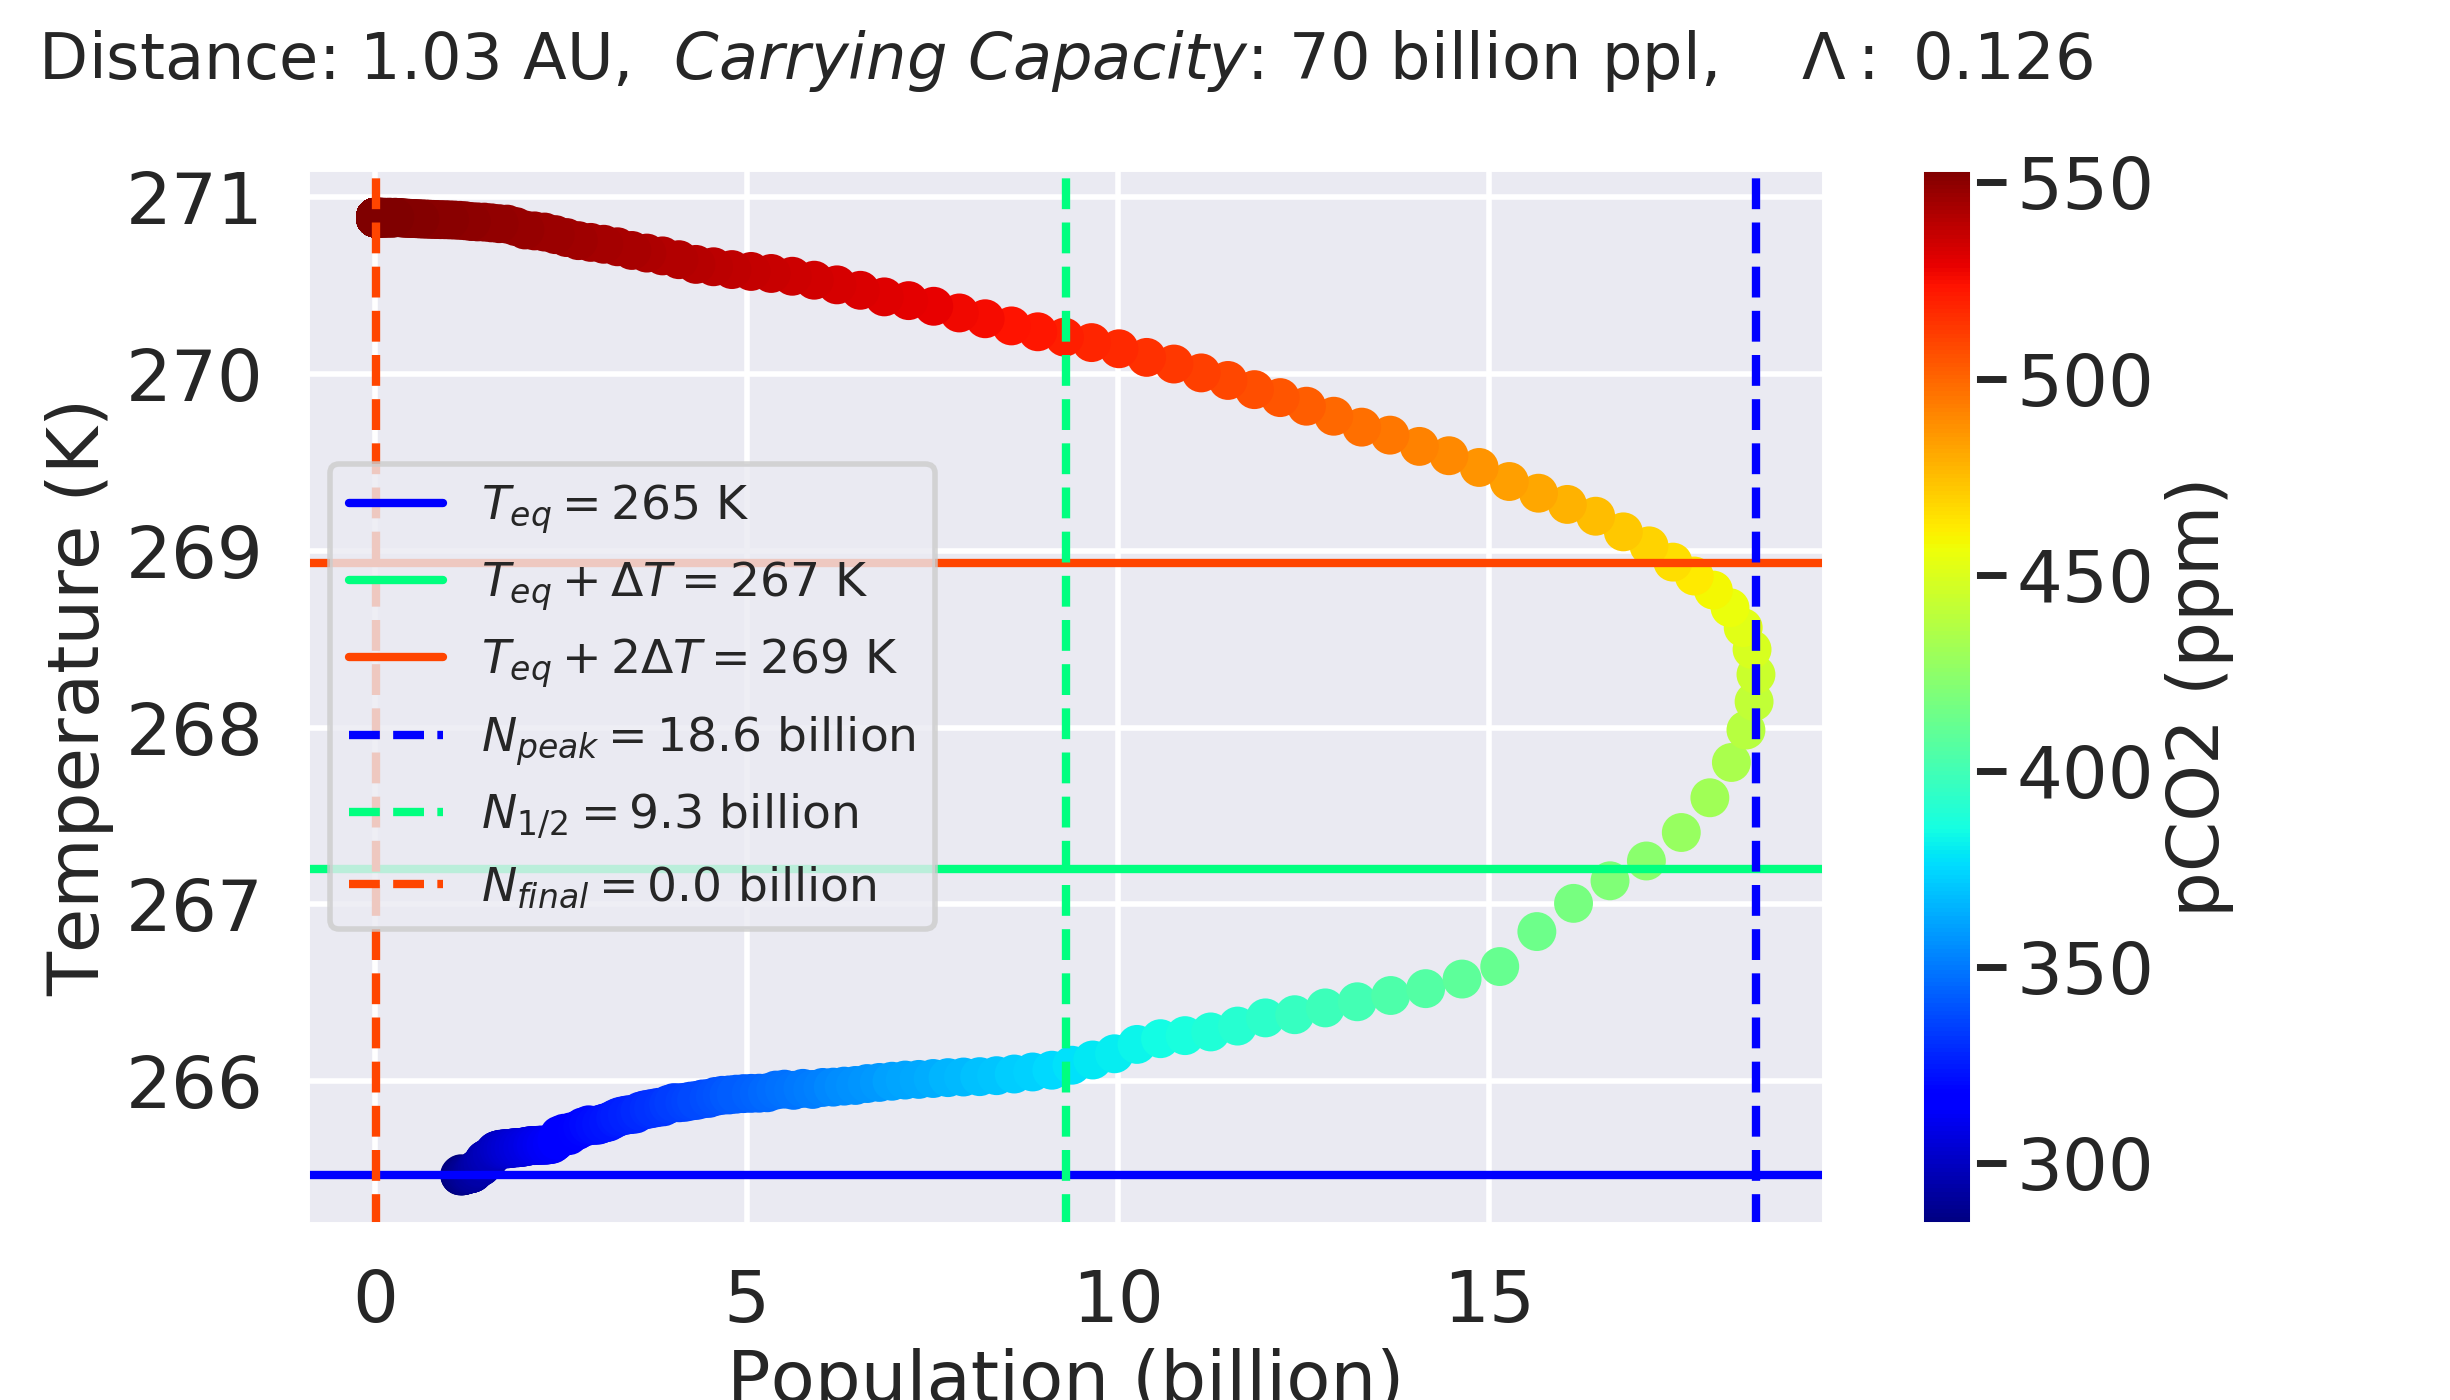 Distance: 1.03 AU, Carrying Capacity: 70 billion ppl, Λ : 0.126
271
270
269
268
267
266
Temperature (K)
T_eq = 265 K
T_eq + ΔT = 267 K
T_eq + 2ΔT = 269 K
N_peak = 18.6 billion
N_1/2 = 9.3 billion
N_final = 0.0 billion
0 5 10 15
Population (billion)
550
500
450
400
350
300
pCO2 (ppm)